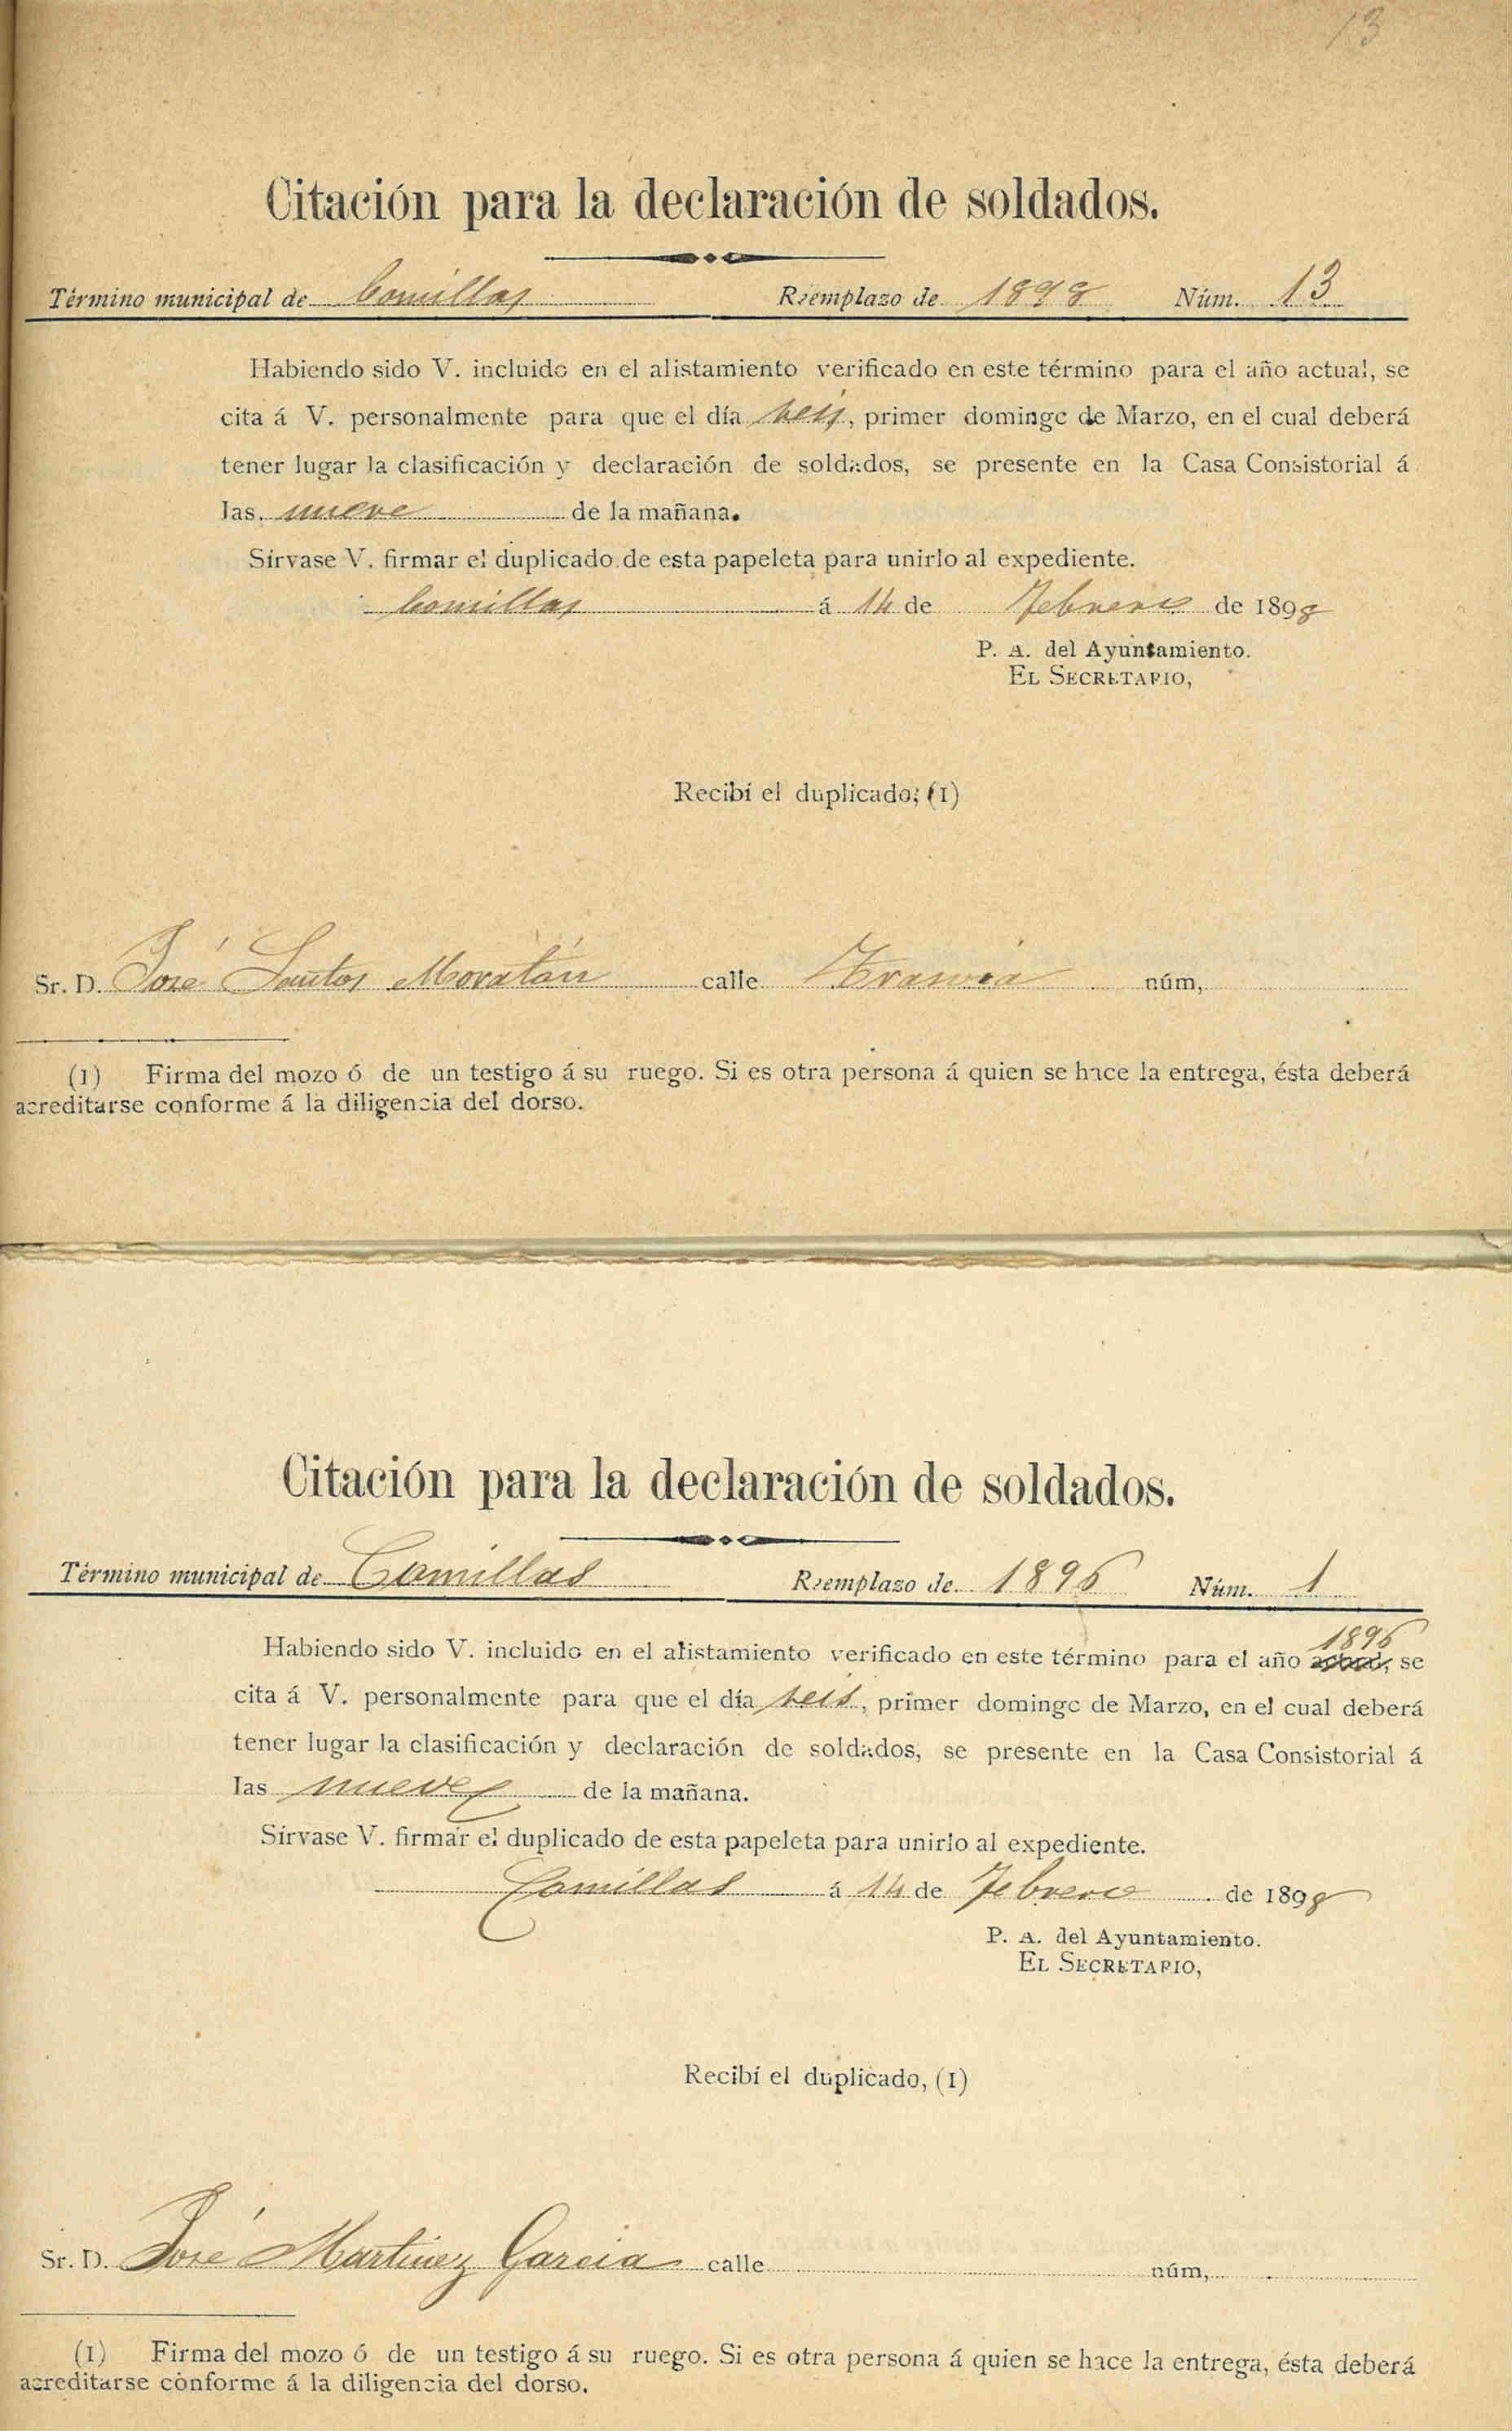 13
Citación para la declaración de soldados.
Término municipal de Comillas Reemplazo de 1898 Núm. 13
Habiendo sido V. incluido en el alistamiento verificado en este término para el año actual, se
cita á V. personalmente para que el día seis, primer domingo de Marzo, en el cual deberá
tener lugar la clasificación y declaración de soldados, se presente en la Casa Consistorial á
las nueve de la mañana.
Sírvase V. firmar el duplicado de esta papeleta para unirlo al expediente.
Comillas á 14 de Febrero de 1898
P. A. del Ayuntamiento.
EL SECRETARIO,
Recibí el duplicado; (1)
Sr. D. José Santos Moratán calle núm,
(1) Firma del mozo ó de un testigo á su ruego. Si es otra persona á quien se hace la entrega, ésta deberá
acreditarse conforme á la diligencia del dorso.
Citación para la declaración de soldados.
Término municipal de Comillas Reemplazo de 1896 Núm. 1
1896
Habiendo sido V. incluido en el alistamiento verificado en este término para el año actual, se
cita á V. personalmente para que el día seis, primer domingo de Marzo, en el cual deberá
tener lugar la clasificación y declaración de soldados, se presente en la Casa Consistorial á
las nueve de la mañana.
Sírvase V. firmar el duplicado de esta papeleta para unirlo al expediente.
Comillas á 14 de Febrero de 1898
P. A. del Ayuntamiento.
EL SECRETARIO,
Recibí el duplicado, (1)
Sr. D. José Martinez Garcia calle núm,
(1) Firma del mozo ó de un testigo á su ruego. Si es otra persona á quien se hace la entrega, ésta deberá
acreditarse conforme á la diligencia del dorso.